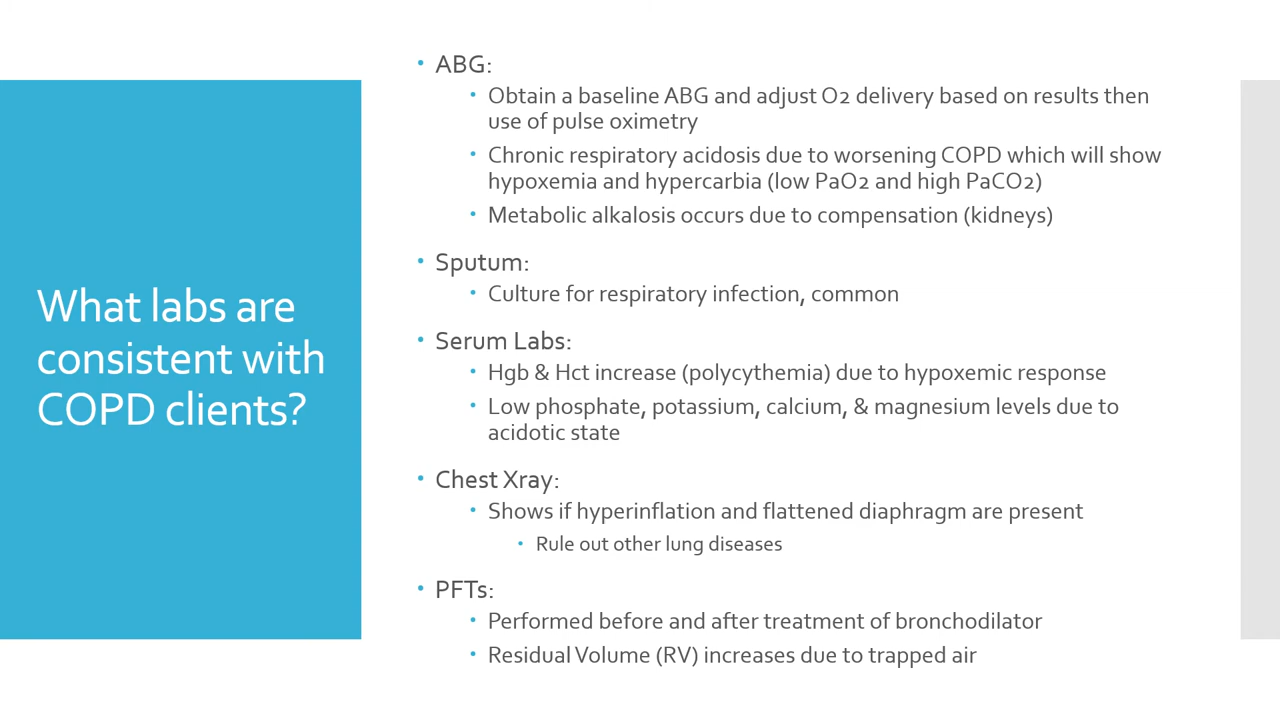 What labs are
consistent with
COPD clients?
• ABG:
• Obtain a baseline ABG and adjust O2 delivery based on results then
use of pulse oximetry
• Chronic respiratory acidosis due to worsening COPD which will show
hypoxemia and hypercarbia (low PaO2 and high PaCO2)
• Metabolic alkalosis occurs due to compensation (kidneys)
• Sputum:
• Culture for respiratory infection, common
• Serum Labs:
• Hgb & Hct increase (polycythemia) due to hypoxemic response
• Low phosphate, potassium, calcium, & magnesium levels due to
acidotic state
• Chest Xray:
• Shows if hyperinflation and flattened diaphragm are present
• Rule out other lung diseases
• PFTs:
• Performed before and after treatment of bronchodilator
• Residual Volume (RV) increases due to trapped air